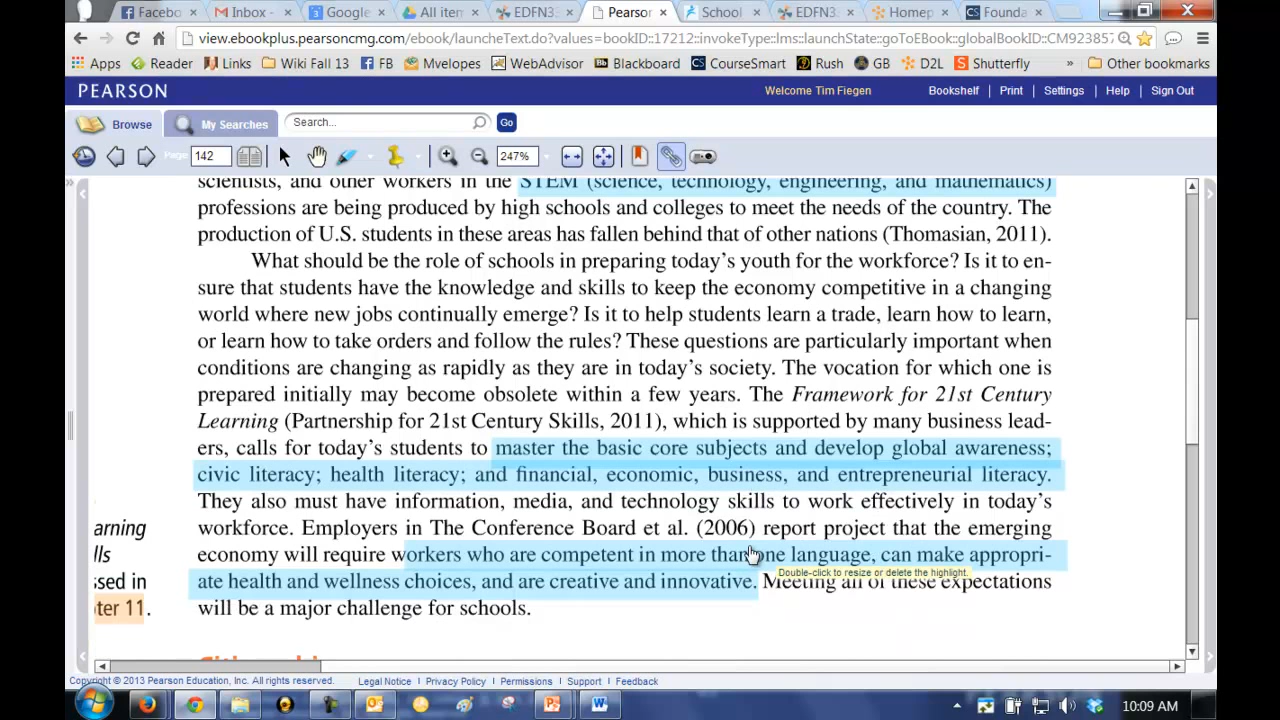 Facebo
Gmail
Inbox -
Google
All item
EDFN3
Pearson
School
EDFN3
Homep
Founda
view.ebookplus.pearsoncmg.com/ebook/launcheText.do?values=bookID::17212::invokeType::lms::launchState::goToEBook::globalBookID::CM923857
Apps Reader Links Wiki Fall 13 FB Mvelopes WebAdvisor Blackboard CourseSmart Rush GB D2L Shutterfly » Other bookmarks
PEARSON Welcome Tim Fiegen Bookshelf | Print | Settings | Help | Sign Out
Browse My Searches Search... Go
Page 142 247%
scientists, and other workers in the STEM (science, technology, engineering, and mathematics)
professions are being produced by high schools and colleges to meet the needs of the country. The
production of U.S. students in these areas has fallen behind that of other nations (Thomasian, 2011).
What should be the role of schools in preparing today's youth for the workforce? Is it to en-
sure that students have the knowledge and skills to keep the economy competitive in a changing
world where new jobs continually emerge? Is it to help students learn a trade, learn how to learn,
or learn how to take orders and follow the rules? These questions are particularly important when
conditions are changing as rapidly as they are in today's society. The vocation for which one is
prepared initially may become obsolete within a few years. The Framework for 21st Century
Learning (Partnership for 21st Century Skills, 2011), which is supported by many business lead-
ers, calls for today's students to master the basic core subjects and develop global awareness;
civic literacy; health literacy; and financial, economic, business, and entrepreneurial literacy.
They also must have information, media, and technology skills to work effectively in today's
workforce. Employers in The Conference Board et al. (2006) report project that the emerging
economy will require workers who are competent in more than one language, can make appropri-
ate health and wellness choices, and are creative and innovative. Meeting all of these expectations
will be a major challenge for schools.
Double-click to resize or delete the highlight.
arning
lls
ssed in
ter 11.
Copyright © 2013 Pearson Education, Inc. All rights reserved. Legal Notice | Privacy Policy | Permissions | Support | Feedback
10:09 AM